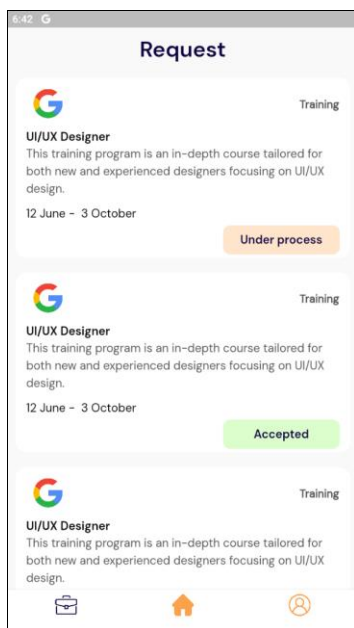 6:42 G
Request
Training
UI/UX Designer
This training program is an in-depth course tailored for
both new and experienced designers focusing on UI/UX
design.
12 June - 3 October
Under process
Training
UI/UX Designer
This training program is an in-depth course tailored for
both new and experienced designers focusing on UI/UX
design.
12 June - 3 October
Accepted
Training
UI/UX Designer
This training program is an in-depth course tailored for
both new and experienced designers focusing on UI/UX
design.